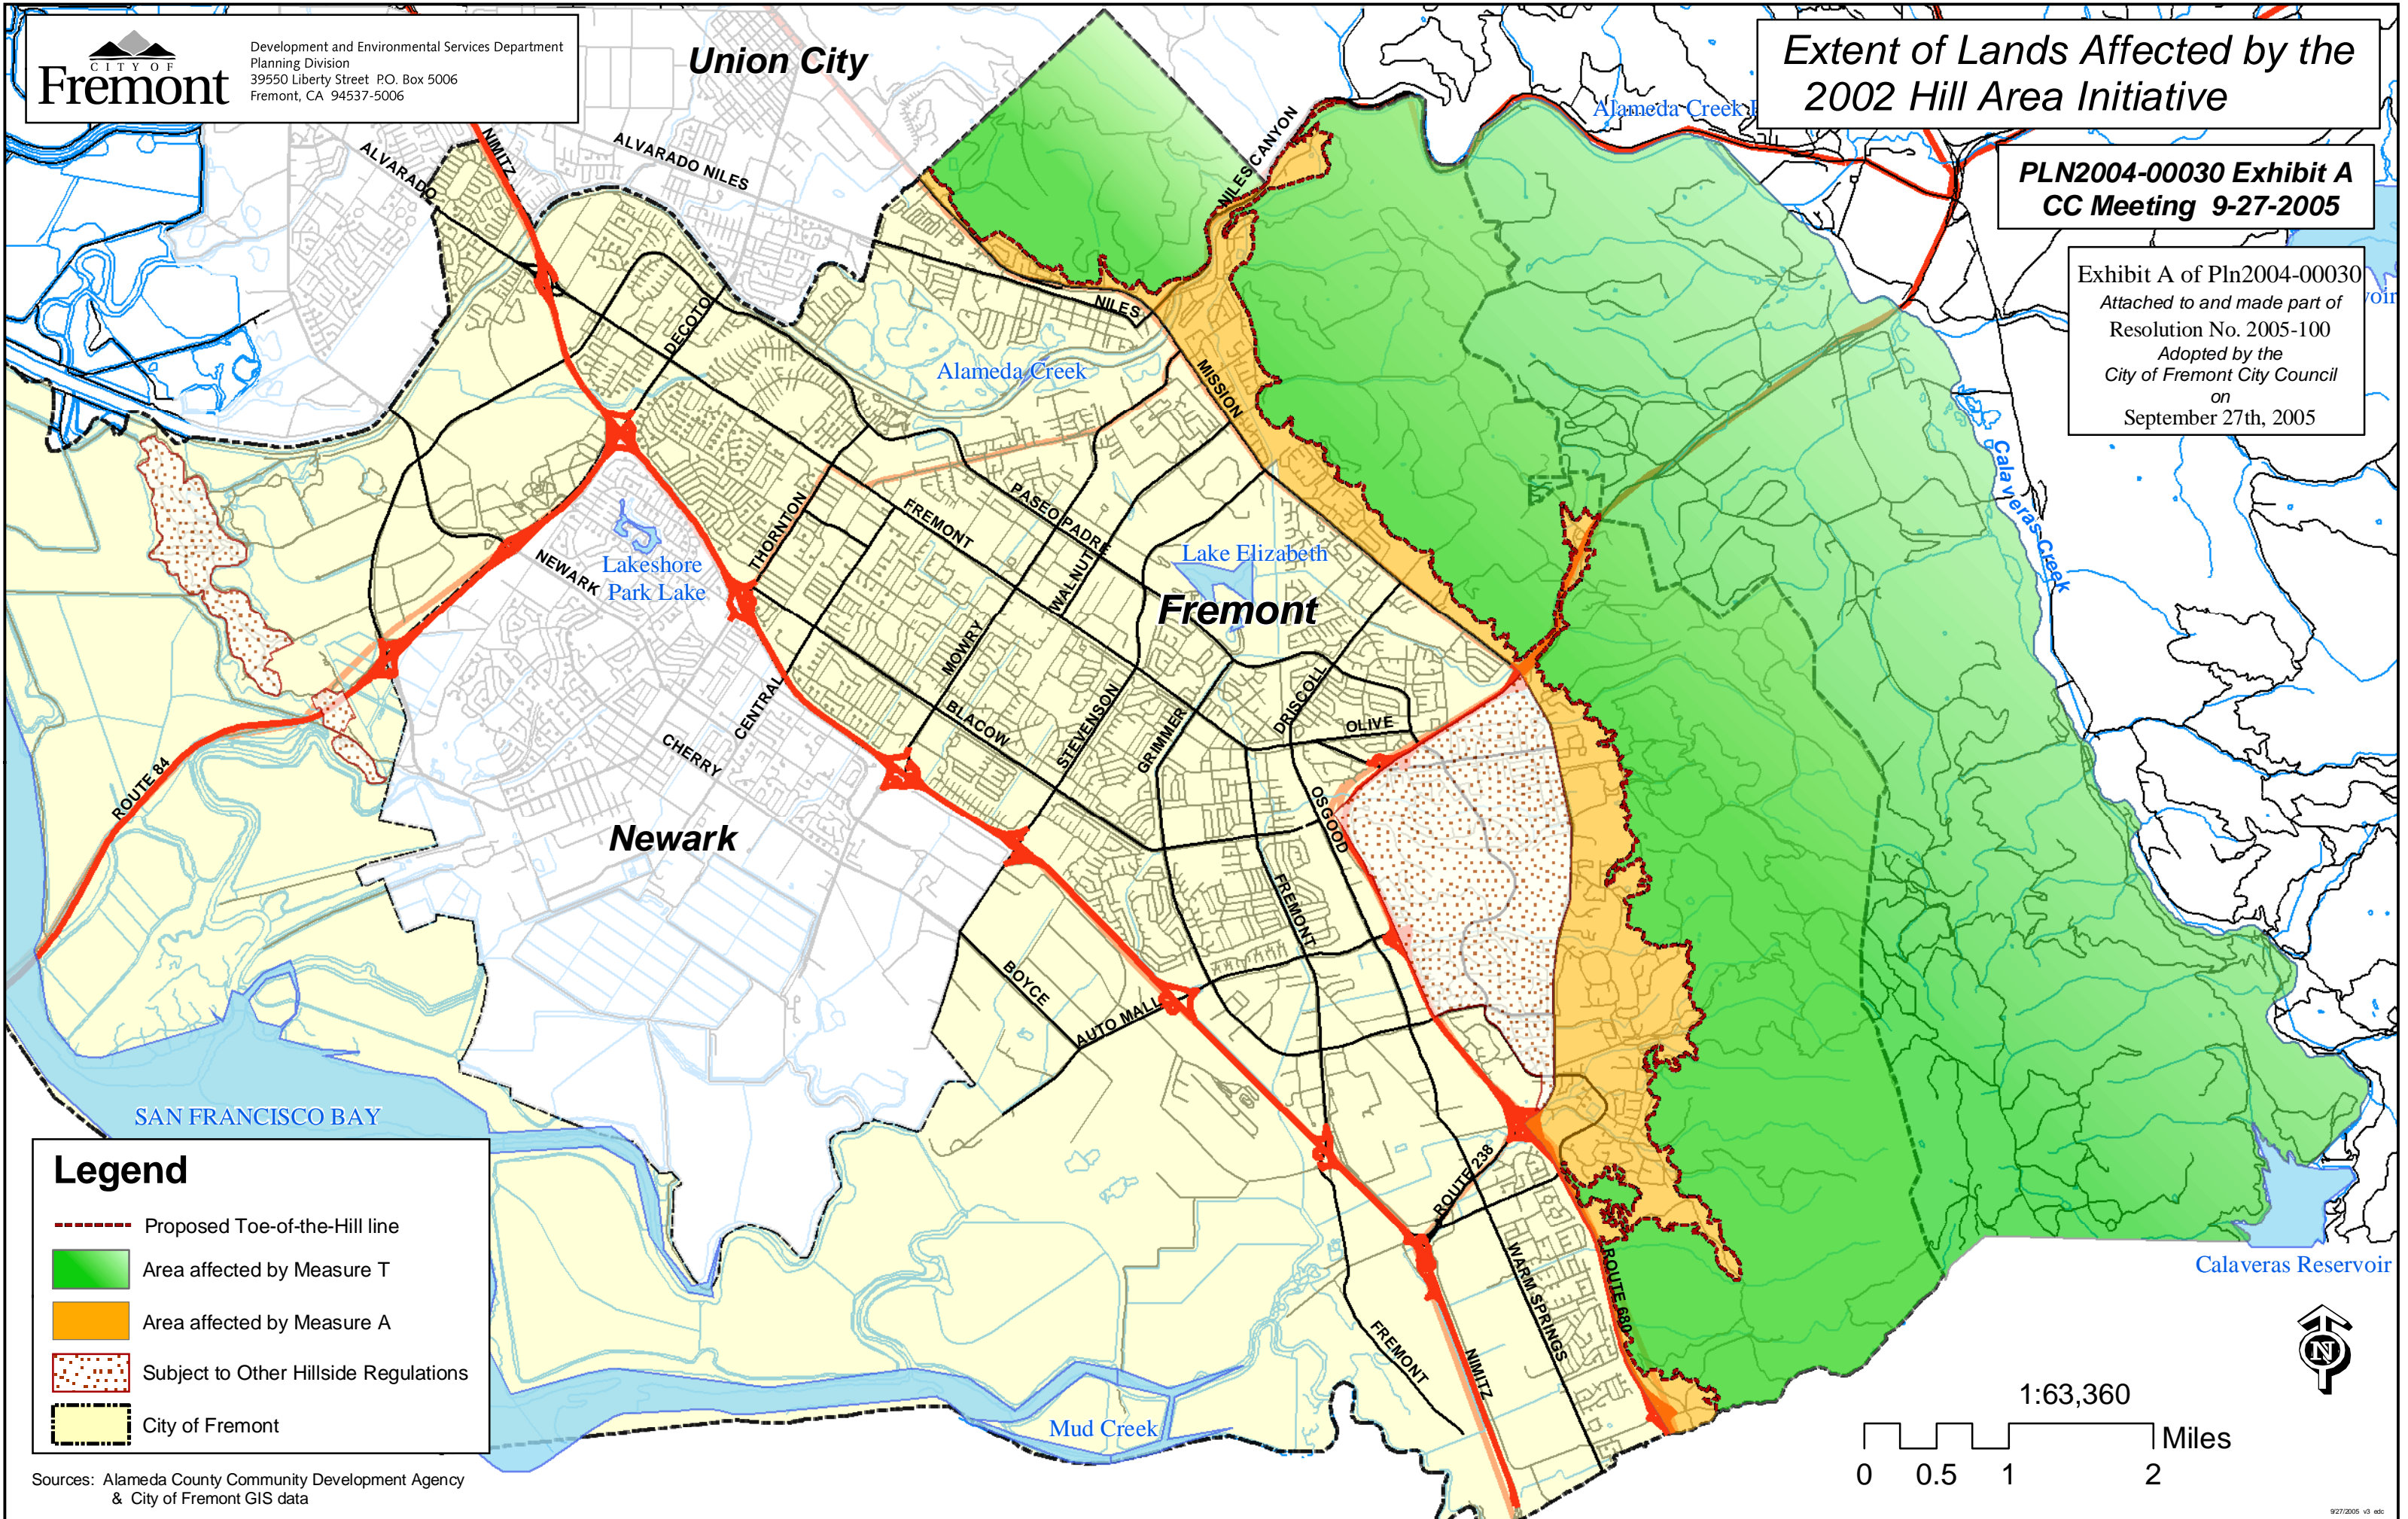 CITY OF
Fremont
Development and Environmental Services Department
Planning Division
39550 Liberty Street P.O. Box 5006
Fremont, CA 94537-5006
Union City
Extent of Lands Affected by the
2002 Hill Area Initiative
Alameda Creek
PLN2004-00030 Exhibit A
CC Meeting 9-27-2005
Exhibit A of Pln2004-00030
Attached to and made part of
Resolution No. 2005-100
Adopted by the
City of Fremont City Council
on
September 27th, 2005
NIMITZ
ALVARADO
ALVARADO NILES
NILES CANYON
NILES
DECOTO
Alameda Creek
MISSION
Calaveras Creek
THORNTON
FREMONT
PASEO PADRE
WALNUT
Lake Elizabeth
NEWARK
Lakeshore
Park Lake
Fremont
MOWRY
CENTRAL
BLACOW
STEVENSON
GRIMMER
DRISCOLL
OLIVE
CHERRY
ROUTE 84
Newark
OSGOOD
FREMONT
BOYCE
AUTO MALL
SAN FRANCISCO BAY
ROUTE 238
WARM SPRINGS
ROUTE 680
FREMONT
NIMITZ
Mud Creek
Calaveras Reservoir
Legend
Proposed Toe-of-the-Hill line
Area affected by Measure T
Area affected by Measure A
Subject to Other Hillside Regulations
City of Fremont
Sources: Alameda County Community Development Agency
& City of Fremont GIS data
N
1:63,360
Miles
0 0.5 1 2
9/27/2005 v3 edc